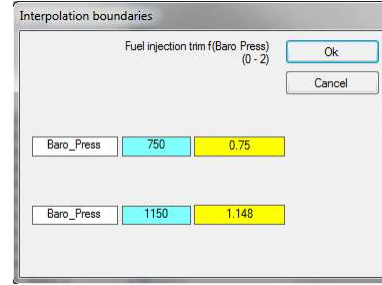 Interpolation boundaries
Fuel injection trim f(Baro Press)
(0 - 2)
Ok
Cancel
Baro_Press 750 0.75
Baro_Press 1150 1.148